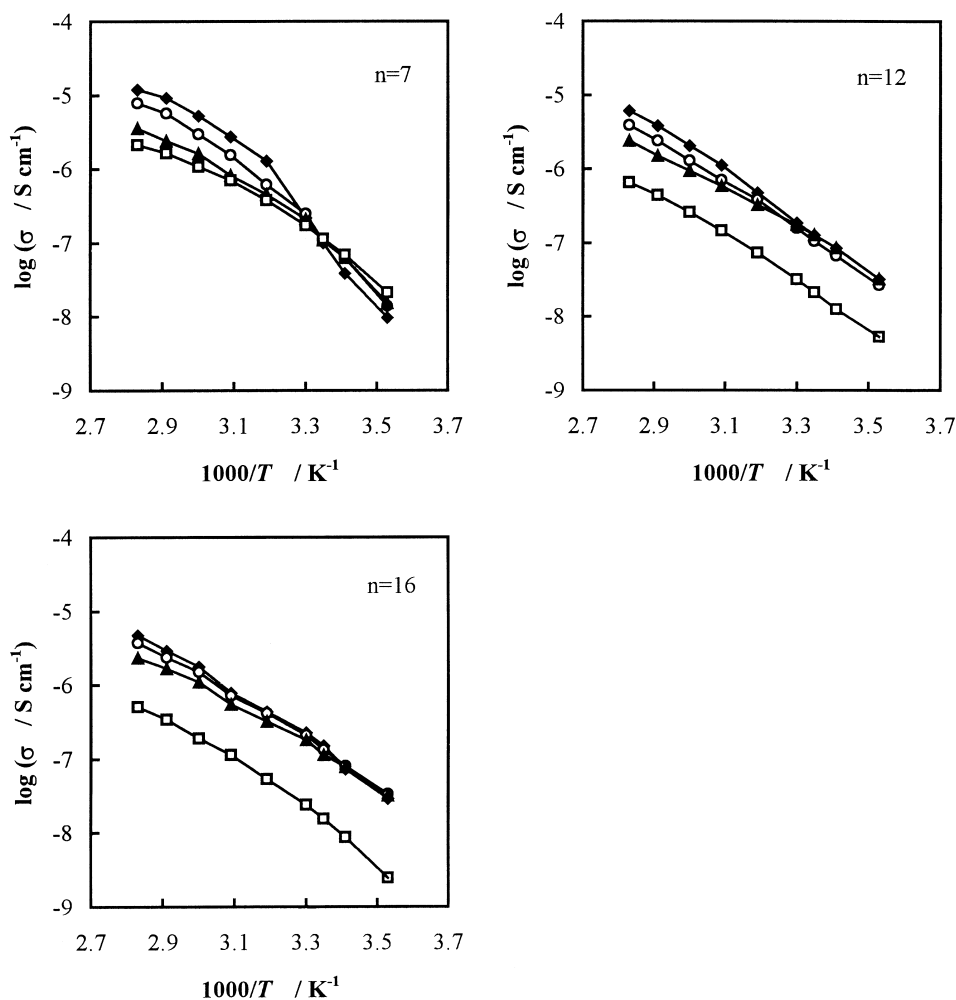 -4
-5
-6
-7
-8
-9
log (σ / S cm-1)
n=7
2.7 2.9 3.1 3.3 3.5 3.7
1000/T / K-1
-4
-5
-6
-7
-8
-9
log (σ / S cm-1)
n=12
2.7 2.9 3.1 3.3 3.5 3.7
1000/T / K-1
-4
-5
-6
-7
-8
-9
log (σ / S cm-1)
n=16
2.7 2.9 3.1 3.3 3.5 3.7
1000/T / K-1